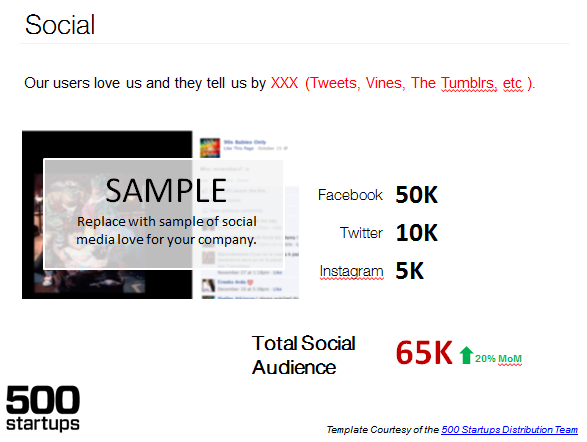 Social
Our users love us and they tell us by XXX (Tweets, Vines, The Tumblrs, etc ).
90s Babies Only
SAMPLE
Replace with sample of social
media love for your company.
Facebook 50K
Twitter 10K
Instagram 5K
Total Social
Audience
65K 20% MoM
500
startups
Template Courtesy of the 500 Startups Distribution Team